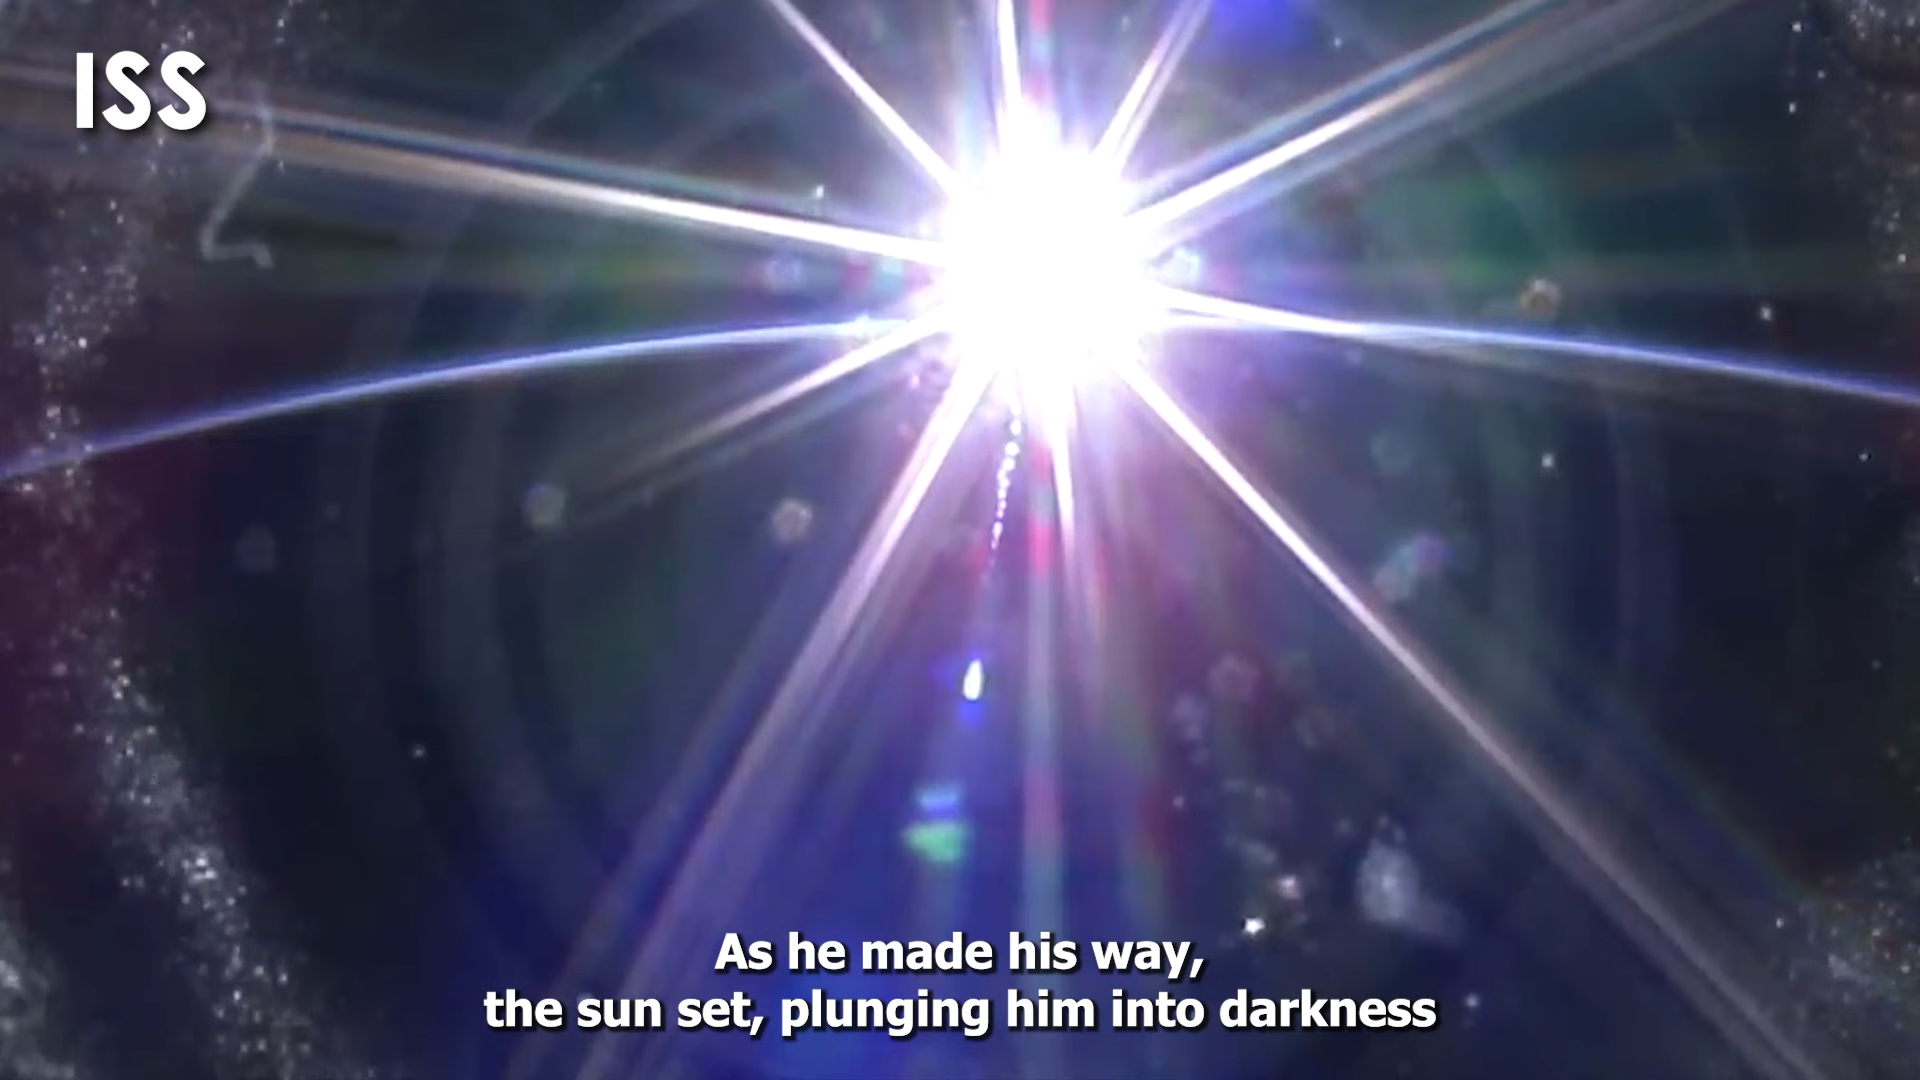 ISS
As he made his way,
the sun set, plunging him into darkness